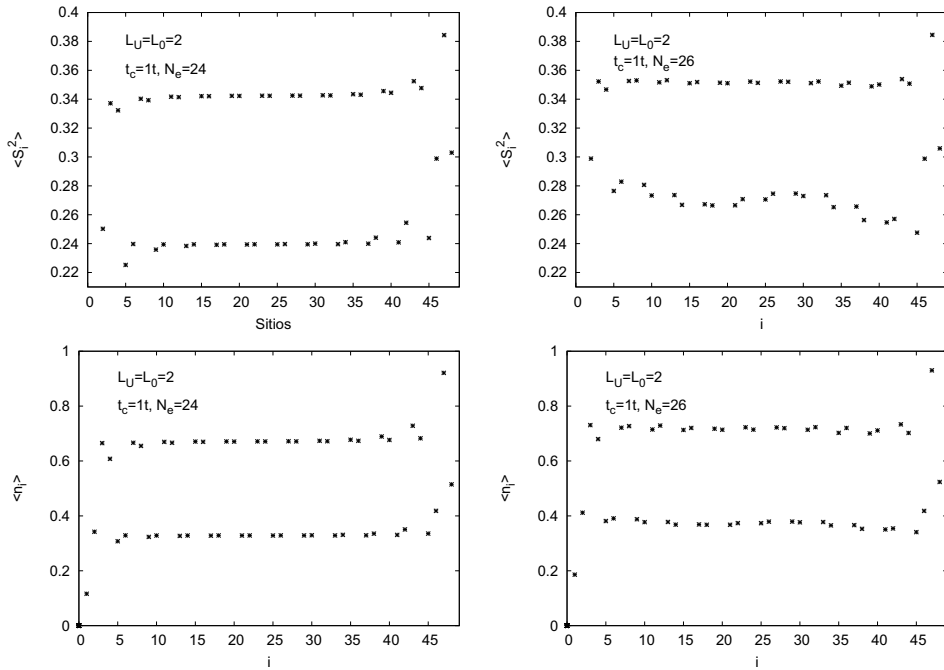 0.4
0.38
0.36
0.34
0.32
0.3
0.28
0.26
0.24
0.22
<S_i^2>
L_U=L_0=2
t_c=1t, N_e=24
0 5 10 15 20 25 30 35 40 45
Sitios
0.4
0.38
0.36
0.34
0.32
0.3
0.28
0.26
0.24
0.22
<S_i^2>
L_U=L_0=2
t_c=1t, N_e=26
0 5 10 15 20 25 30 35 40 45
i
1
0.8
0.6
0.4
0.2
0
<n_i>
L_U=L_0=2
t_c=1t, N_e=24
0 5 10 15 20 25 30 35 40 45
i
1
0.8
0.6
0.4
0.2
0
<n_i>
L_U=L_0=2
t_c=1t, N_e=26
0 5 10 15 20 25 30 35 40 45
i